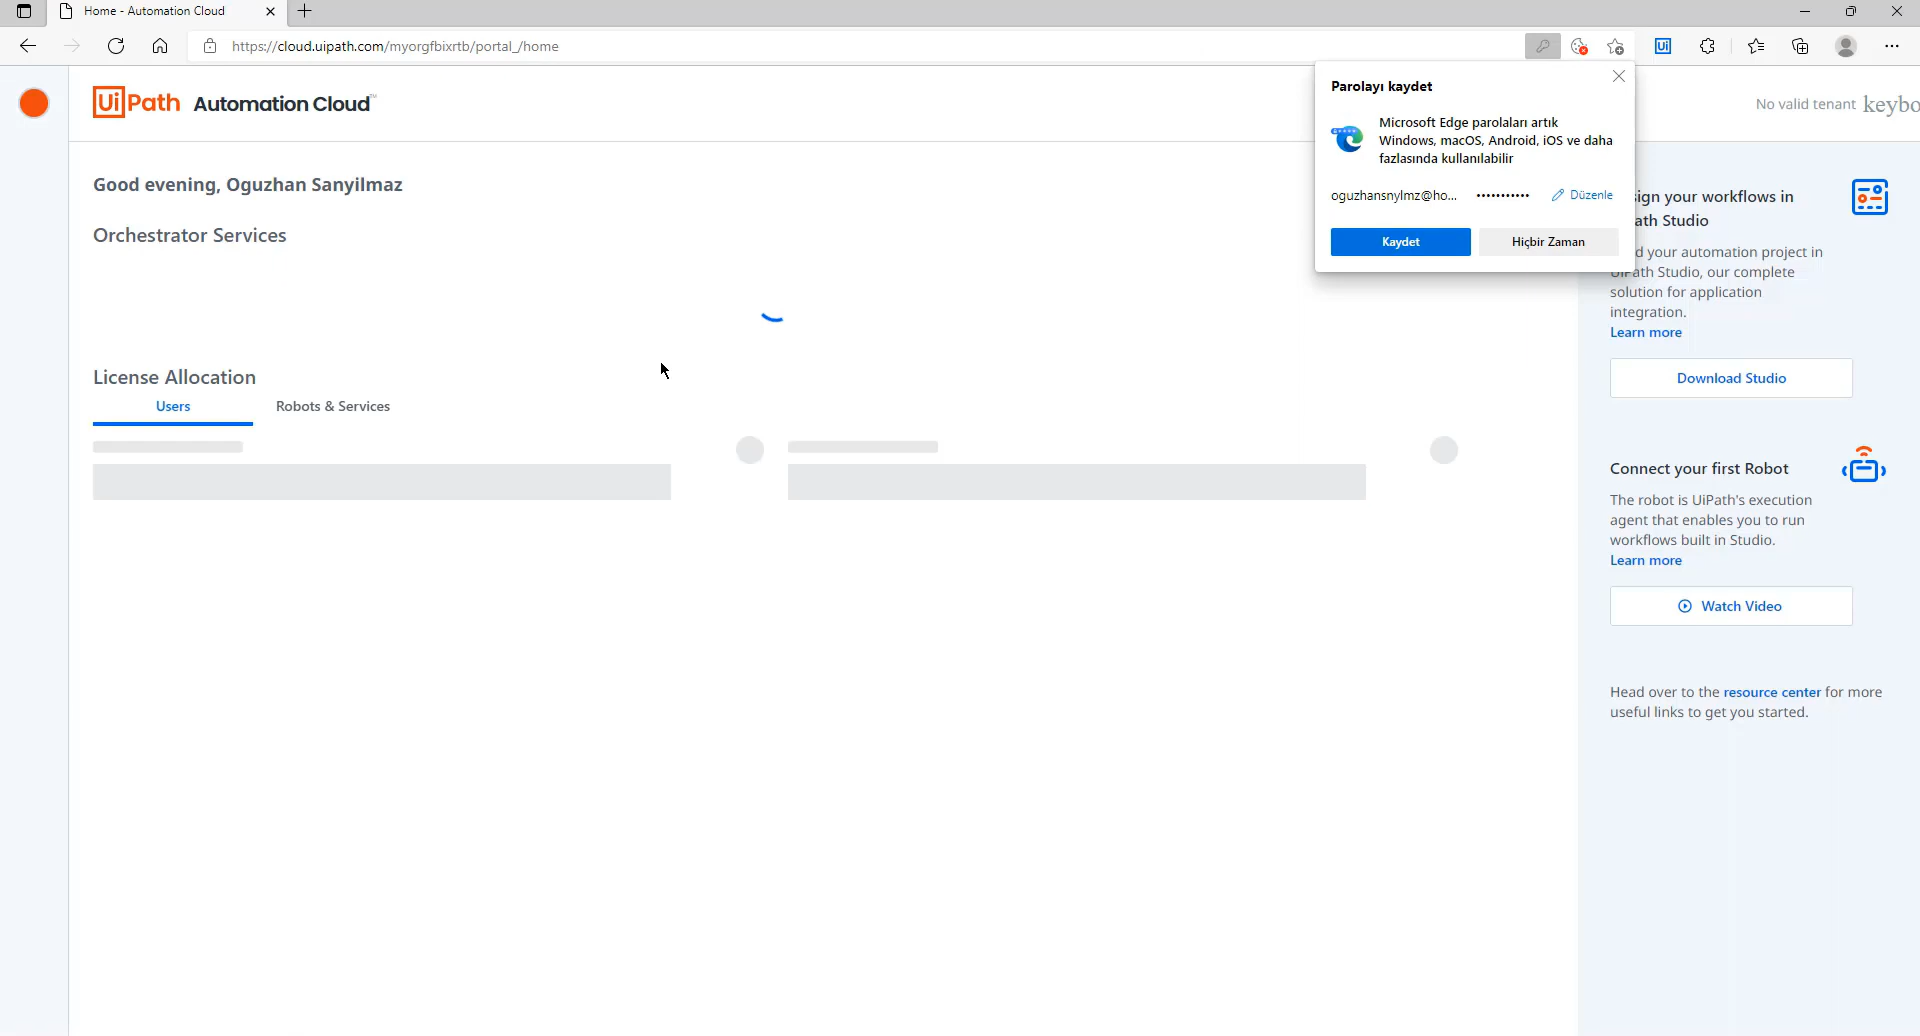 Home - Automation Cloud
https://cloud.uipath.com/myorgfbixrtb/portal_/home
Ui
UiPath Automation Cloud™
No valid tenant keybo
Good evening, Oguzhan Sanyilmaz
Orchestrator Services
License Allocation
Users
Robots & Services
Parolayı kaydet
Microsoft Edge parolaları artık
Windows, macOS, Android, iOS ve daha
fazlasında kullanılabilir
oguzhansnylmz@ho... ••••••••••• Düzenle
Kaydet
Hiçbir Zaman
sign your workflows in
ath Studio
d your automation project in
UiPath Studio, our complete
solution for application
integration.
Learn more
Download Studio
Connect your first Robot
The robot is UiPath's execution
agent that enables you to run
workflows built in Studio.
Learn more
Watch Video
Head over to the resource center for more
useful links to get you started.